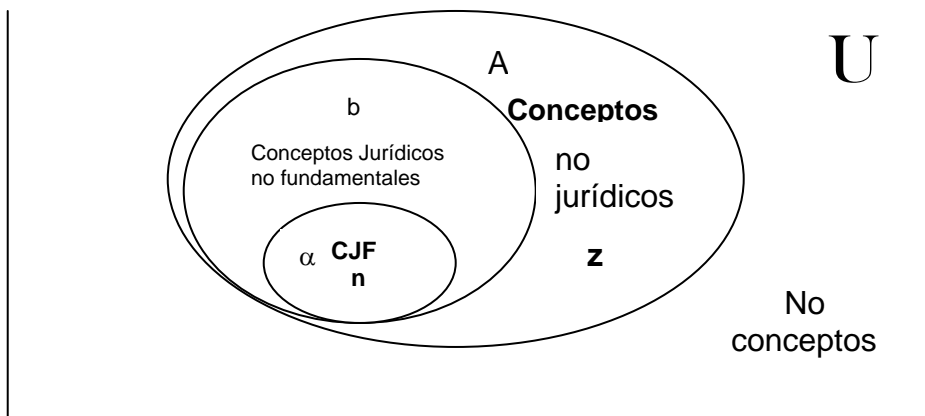 U
A
Conceptos
no
jurídicos
z
b
Conceptos Jurídicos
no fundamentales
α CJF
n
No
conceptos